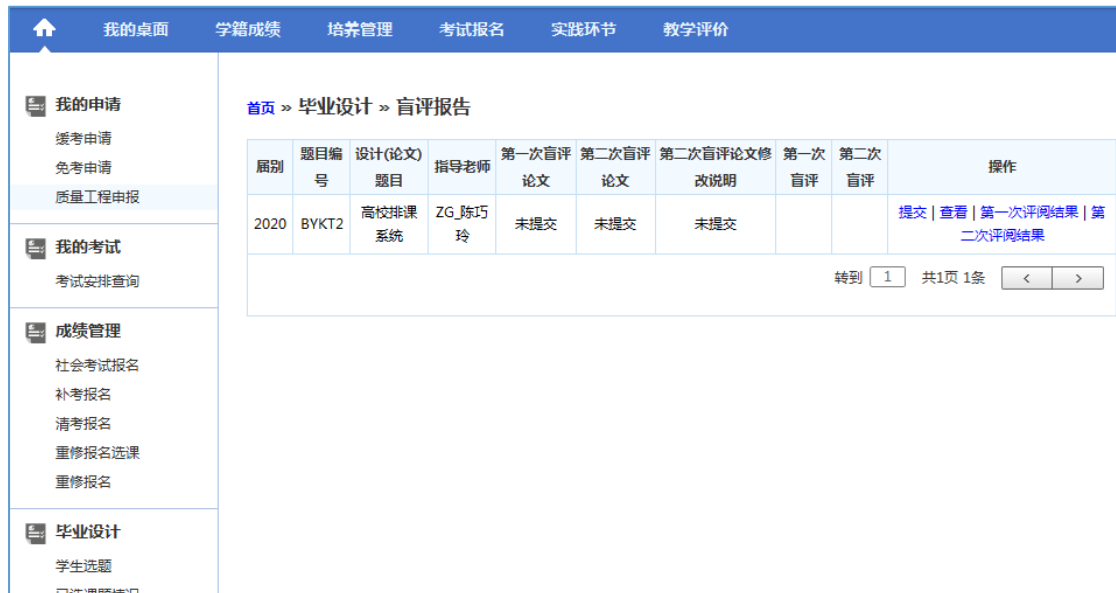 我的桌面 学籍成绩 培养管理 考试报名 实践环节 教学评价
我的申请
缓考申请
免考申请
质量工程申报
我的考试
考试安排查询
成绩管理
社会考试报名
补考报名
清考报名
重修报名选课
重修报名
毕业设计
学生选题
首页 » 毕业设计 » 盲评报告
届别 题目编号 设计(论文)题目 指导老师 第一次盲评论文 第二次盲评论文 第二次盲评论文修改说明 第一次盲评 第二次盲评 操作
2020 BYKT2 高校排课系统 ZG_陈巧玲 未提交 未提交 未提交 提交 | 查看 | 第一次评阅结果 | 第二次评阅结果
转到 1 共1页 1条 < >